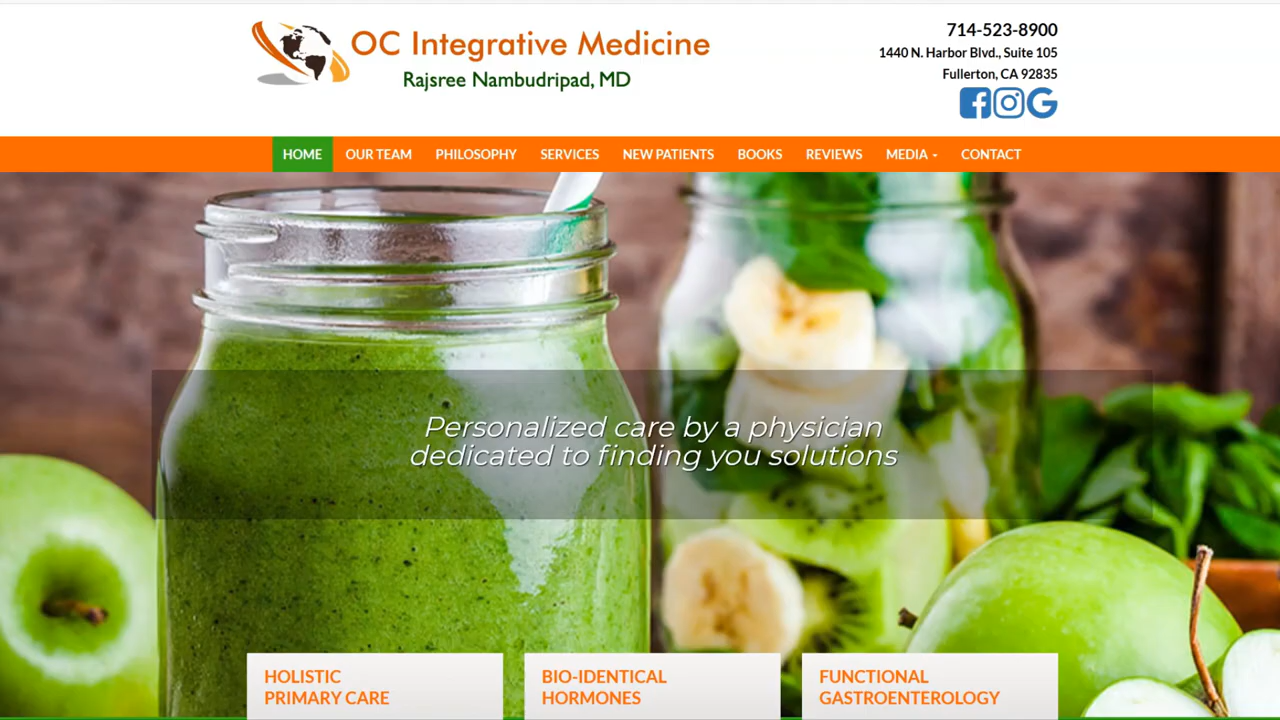 OC Integrative Medicine
Rajsree Nambudripad, MD
714-523-8900
1440 N. Harbor Blvd., Suite 105
Fullerton, CA 92835
HOME OUR TEAM PHILOSOPHY SERVICES NEW PATIENTS BOOKS REVIEWS MEDIA CONTACT
Personalized care by a physician
dedicated to finding you solutions
HOLISTIC
PRIMARY CARE
BIO-IDENTICAL
HORMONES
FUNCTIONAL
GASTROENTEROLOGY